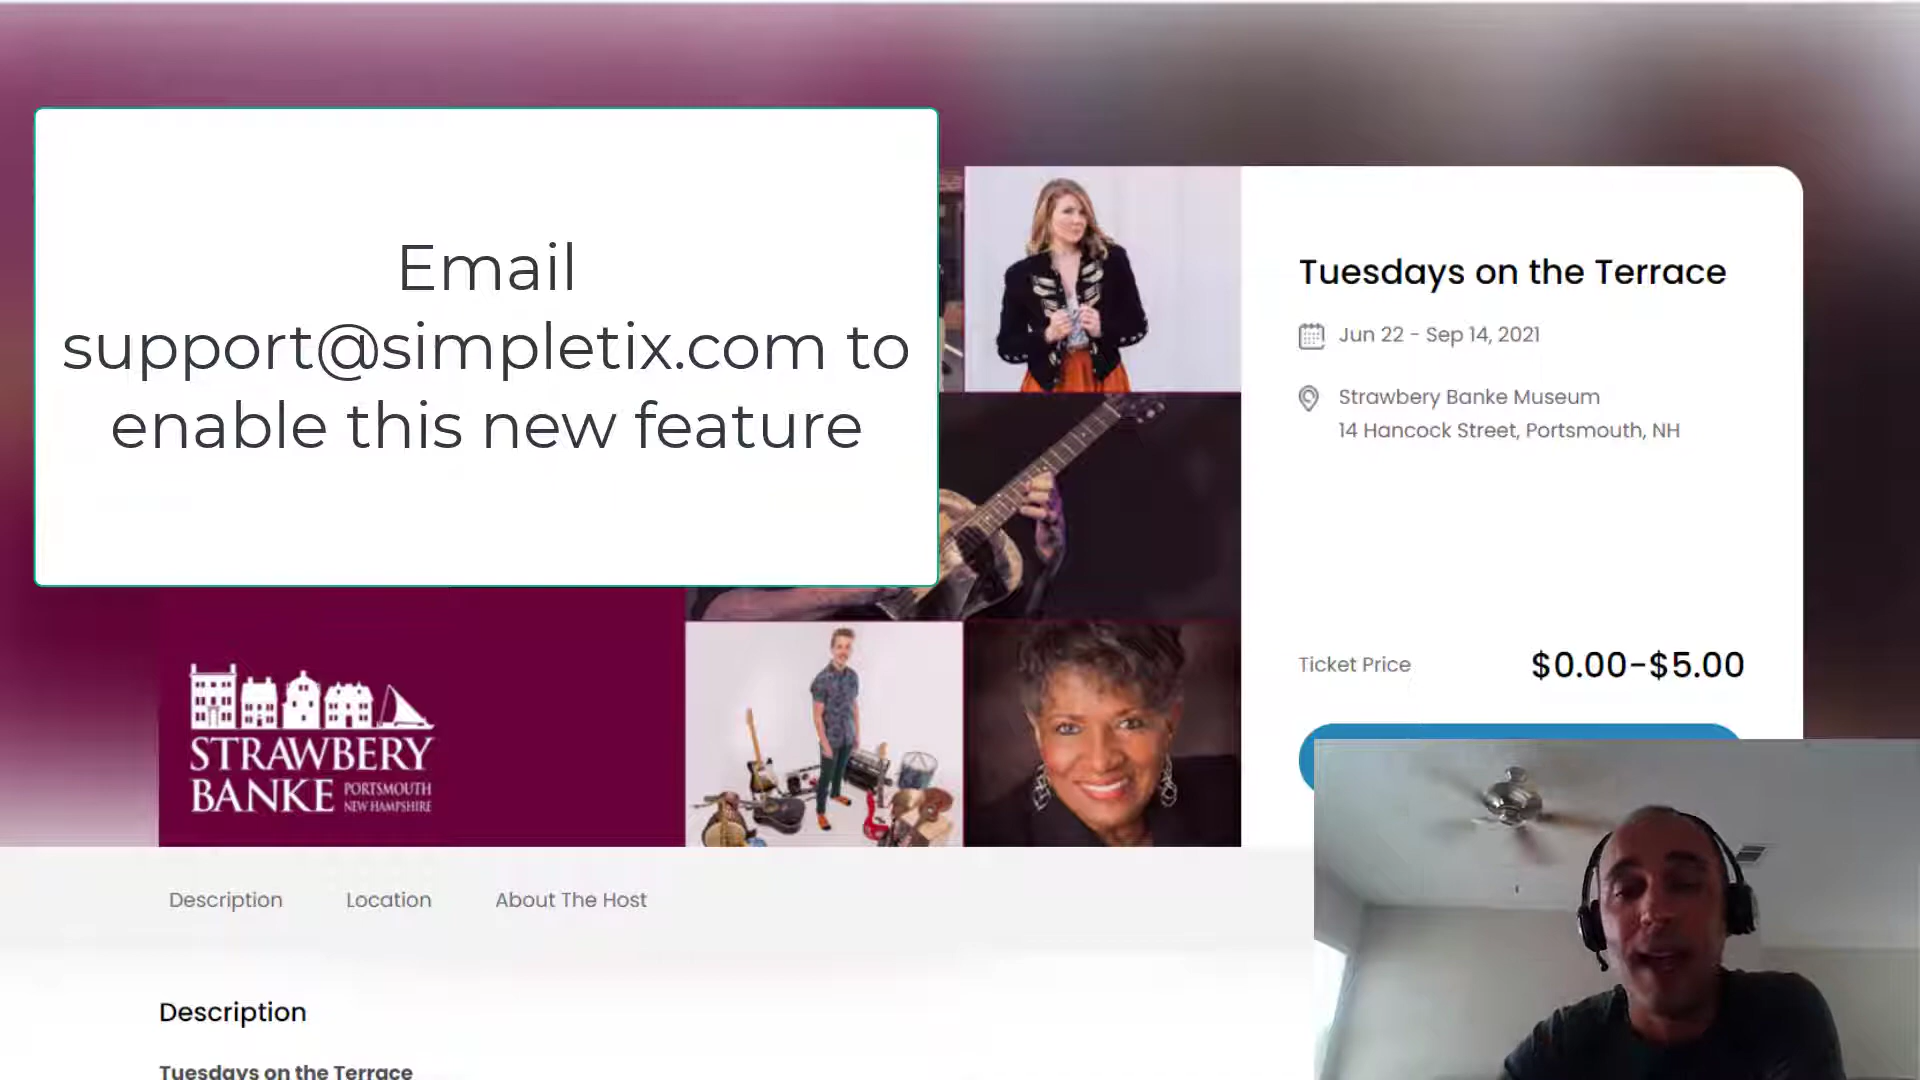 Email
support@simpletix.com to
enable this new feature
Tuesdays on the Terrace
Jun 22 - Sep 14, 2021
Strawbery Banke Museum
14 Hancock Street, Portsmouth, NH
Ticket Price
$0.00-$5.00
STRAWBERY
BANKE PORTSMOUTH
NEW HAMPSHIRE
Description
Location
About The Host
Description
Tuesdays on the Terrace